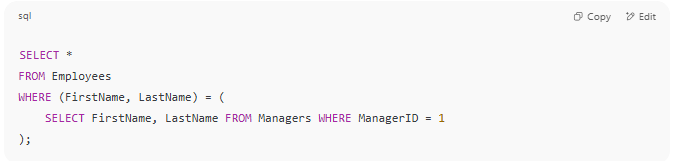 sql
Copy
Edit
SELECT *
FROM Employees
WHERE (FirstName, LastName) = (
    SELECT FirstName, LastName FROM Managers WHERE ManagerID = 1
);